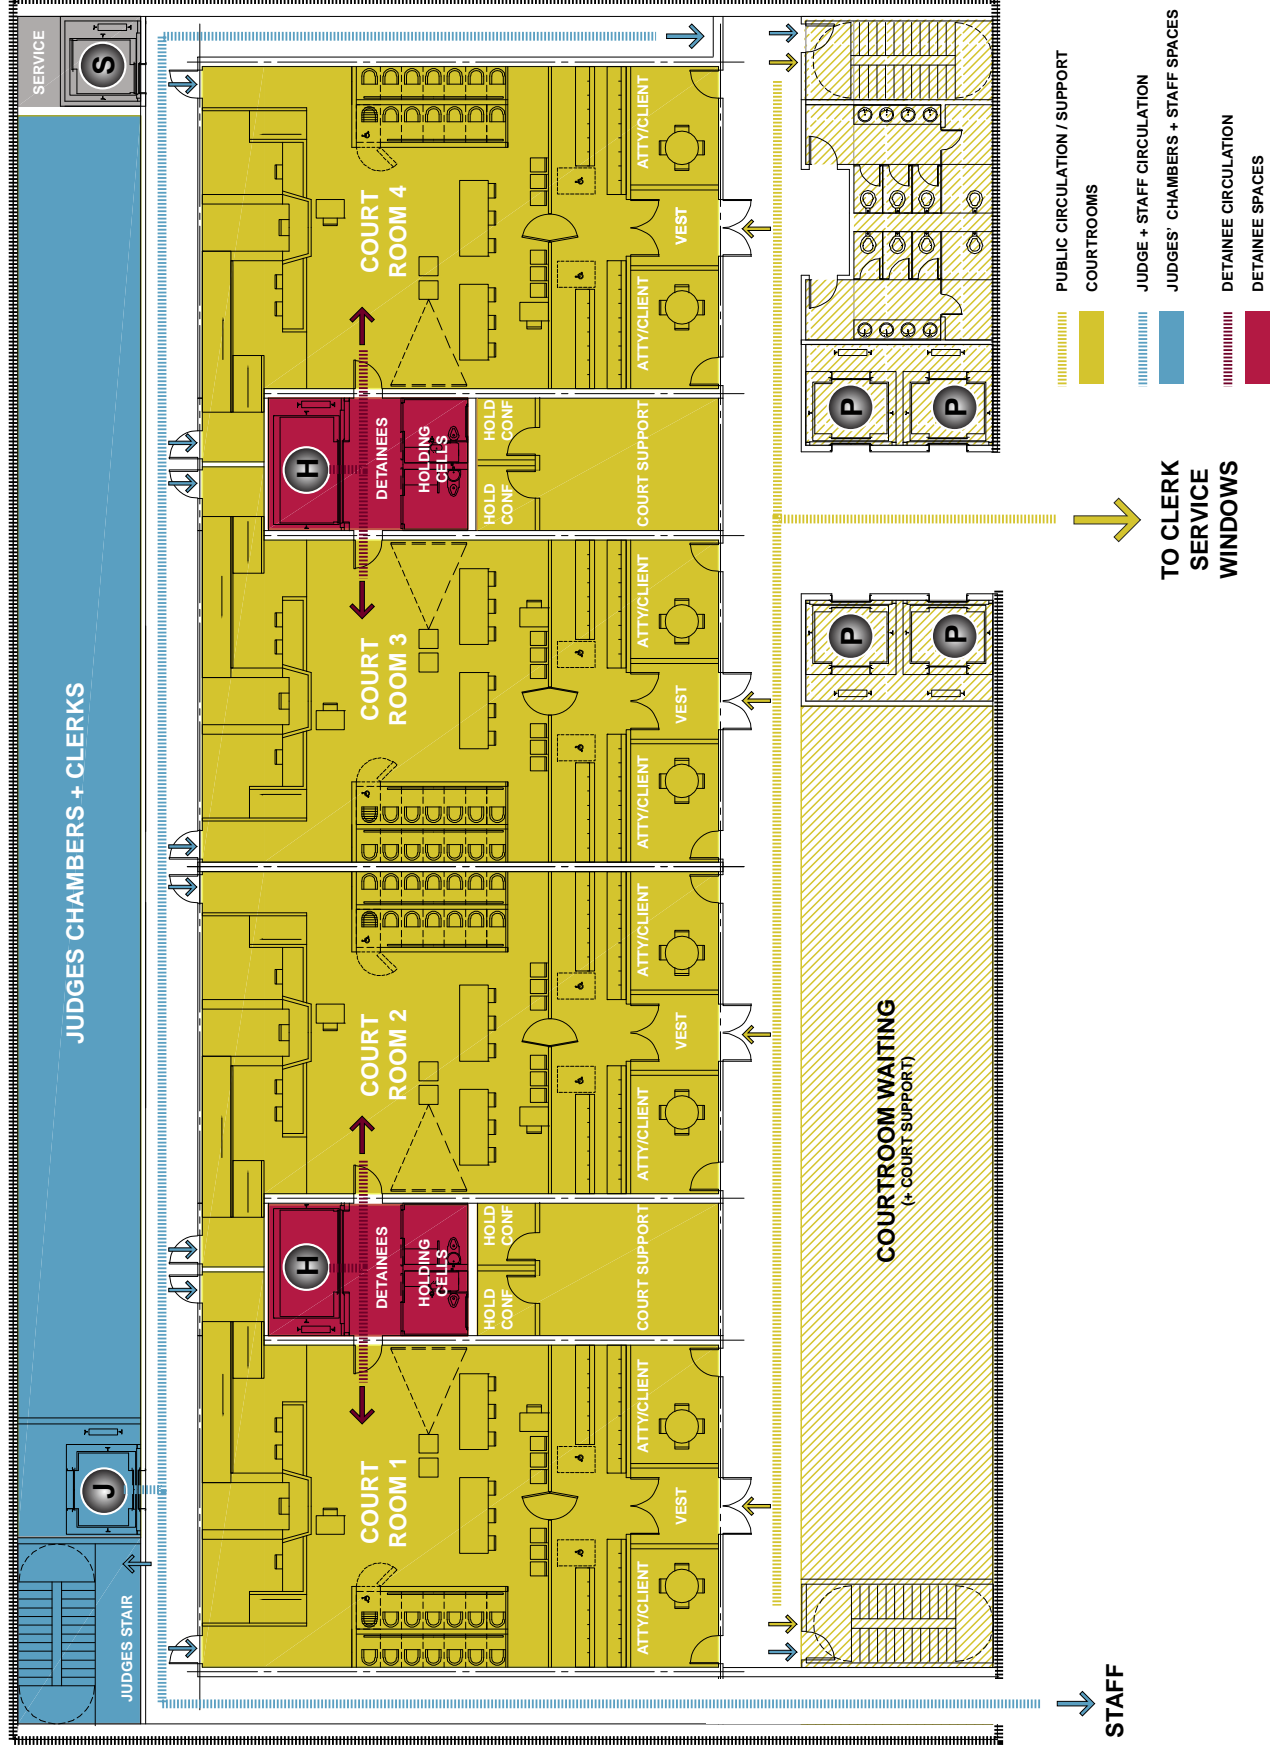 JUDGES STAIR
J
JUDGES CHAMBERS + CLERKS
SERVICE
S
COURT
ROOM 1
COURT
ROOM 2
COURT
ROOM 3
COURT
ROOM 4
H
DETAINEES
HOLDING
CELLS
HOLD
CONF
HOLD
CONF
COURT SUPPORT
H
DETAINEES
HOLDING
CELLS
HOLD
CONF
HOLD
CONF
COURT SUPPORT
ATTY/CLIENT
VEST
ATTY/CLIENT
ATTY/CLIENT
VEST
ATTY/CLIENT
ATTY/CLIENT
VEST
ATTY/CLIENT
ATTY/CLIENT
VEST
ATTY/CLIENT
COURTROOM WAITING
(+ COURT SUPPORT)
P
P
P
P
STAFF
TO CLERK
SERVICE
WINDOWS
PUBLIC CIRCULATION / SUPPORT
COURTROOMS
JUDGE + STAFF CIRCULATION
JUDGES' CHAMBERS + STAFF SPACES
DETAINEE CIRCULATION
DETAINEE SPACES